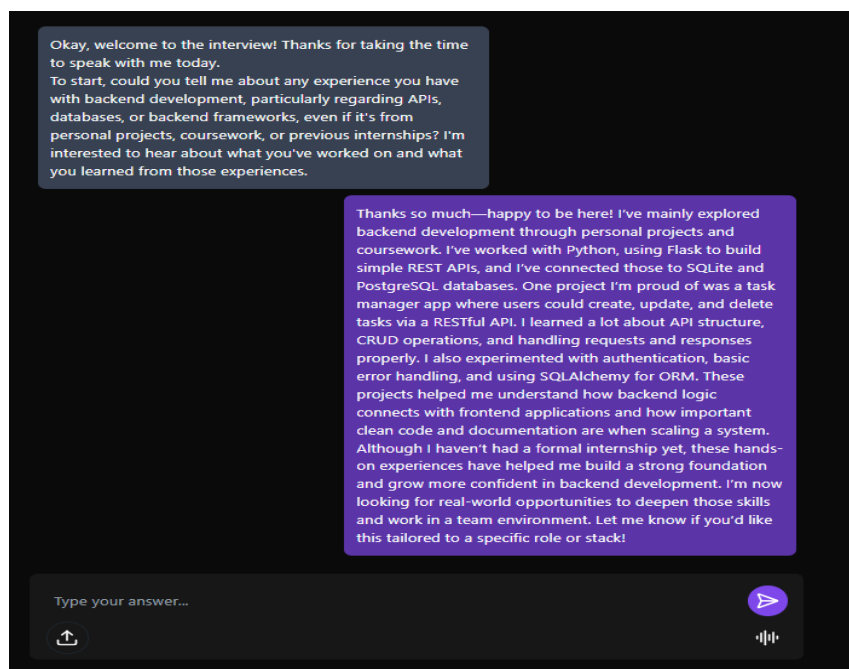 Okay, welcome to the interview! Thanks for taking the time
to speak with me today.
To start, could you tell me about any experience you have
with backend development, particularly regarding APIs,
databases, or backend frameworks, even if it's from
personal projects, coursework, or previous internships? I'm
interested to hear about what you've worked on and what
you learned from those experiences.
Thanks so much—happy to be here! I’ve mainly explored
backend development through personal projects and
coursework. I’ve worked with Python, using Flask to build
simple REST APIs, and I’ve connected those to SQLite and
PostgreSQL databases. One project I’m proud of was a task
manager app where users could create, update, and delete
tasks via a RESTful API. I learned a lot about API structure,
CRUD operations, and handling requests and responses
properly. I also experimented with authentication, basic
error handling, and using SQLAlchemy for ORM. These
projects helped me understand how backend logic
connects with frontend applications and how important
clean code and documentation are when scaling a system.
Although I haven’t had a formal internship yet, these hands-
on experiences have helped me build a strong foundation
and grow more confident in backend development. I’m now
looking for real-world opportunities to deepen those skills
and work in a team environment. Let me know if you’d like
this tailored to a specific role or stack!
Type your answer...